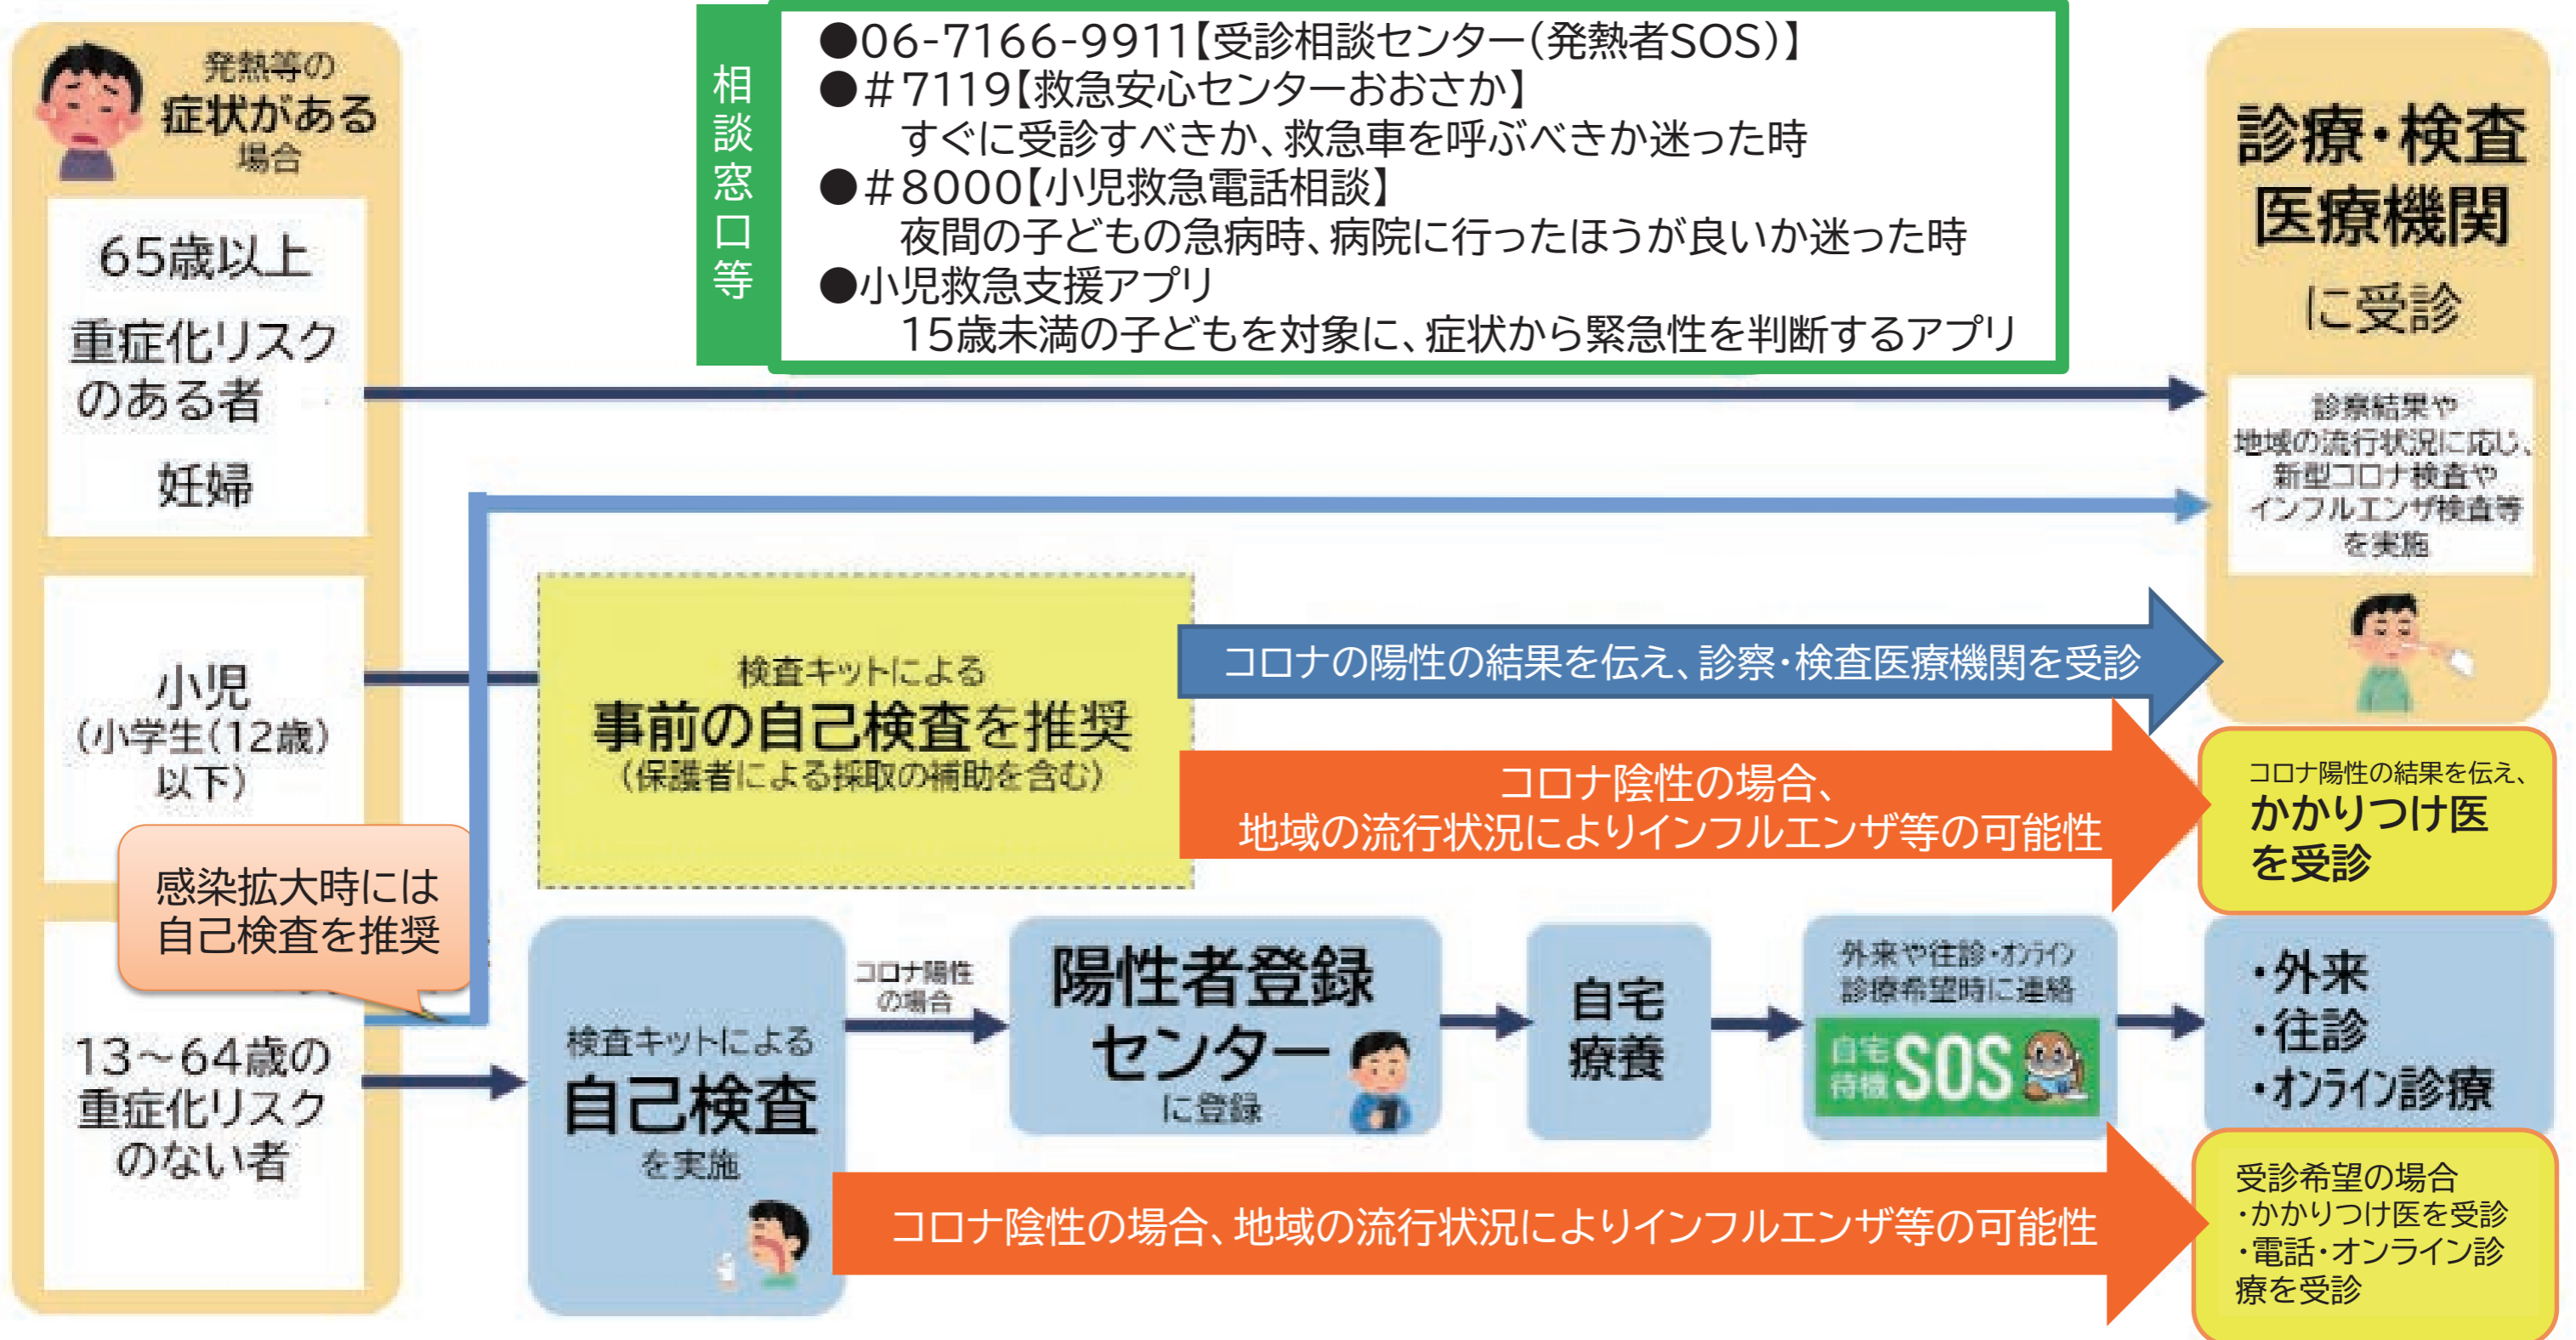 発熱等の
症状がある
場合
65歳以上
重症化リスク
のある者
妊婦
小児
(小学生(12歳)
以下)
感染拡大時には
自己検査を推奨
13～64歳の
重症化リスク
のない者
相談窓口等
●06-7166-9911【受診相談センター(発熱者SOS)】
●#7119【救急安心センターおおさか】
すぐに受診すべきか、救急車を呼ぶべきか迷った時
●#8000【小児救急電話相談】
夜間の子どもの急病時、病院に行ったほうが良いか迷った時
●小児救急支援アプリ
15歳未満の子どもを対象に、症状から緊急性を判断するアプリ
診療・検査
医療機関
に受診
診察結果や
地域の流行状況に応じ、
新型コロナ検査や
インフルエンザ検査等
を実施
検査キットによる
事前の自己検査を推奨
(保護者による採取の補助を含む)
コロナの陽性の結果を伝え、診察・検査医療機関を受診
コロナ陰性の場合、
地域の流行状況によりインフルエンザ等の可能性
コロナ陽性の結果を伝え、
かかりつけ医
を受診
検査キットによる
自己検査
を実施
コロナ陽性
の場合
陽性者登録
センター
に登録
自宅
療養
外来や往診・オンライン
診療希望時に連絡
自宅
待機
SOS
・外来
・往診
・オンライン診療
コロナ陰性の場合、地域の流行状況によりインフルエンザ等の可能性
受診希望の場合
・かかりつけ医を受診
・電話・オンライン診
療を受診